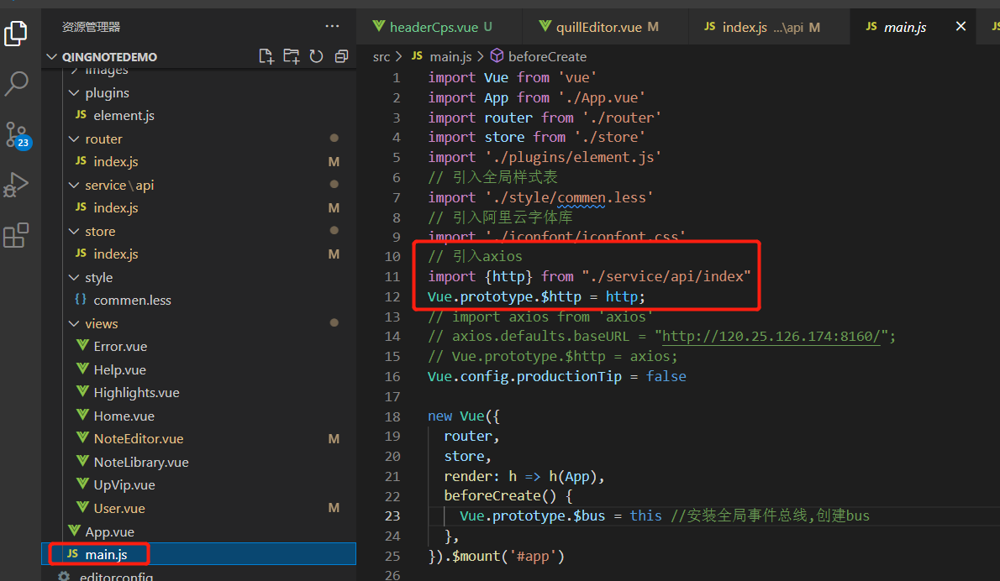 资源管理器 ...
QINGNOTEDEMO
images
plugins
JS element.js
router
JS index.js M
service\api
JS index.js M
store
JS index.js M
style
{} commen.less
views
Error.vue
Help.vue
Highlights.vue
Home.vue
NoteEditor.vue M
NoteLibrary.vue
UpVip.vue
User.vue M
App.vue
JS main.js
editorconfig
23
headerCps.vue U
quillEditor.vue M
JS index.js ...\api M
JS main.js ×
JS
src > JS main.js > beforeCreate
1 import Vue from 'vue'
2 import App from './App.vue'
3 import router from './router'
4 import store from './store'
5 import './plugins/element.js'
6 // 引入全局样式表
7 import './style/commen.less'
8 // 引入阿里云字体库
9 import './iconfont/iconfont.css'
10 // 引入axios
11 import {http} from "./service/api/index"
12 Vue.prototype.$http = http;
13 // import axios from 'axios'
14 // axios.defaults.baseURL = "http://120.25.126.174:8160/";
15 // Vue.prototype.$http = axios;
16 Vue.config.productionTip = false
17
18 new Vue({
19 router,
20 store,
21 render: h => h(App),
22 beforeCreate() {
23 Vue.prototype.$bus = this //安装全局事件总线,创建bus
24 },
25 }).$mount('#app')
26